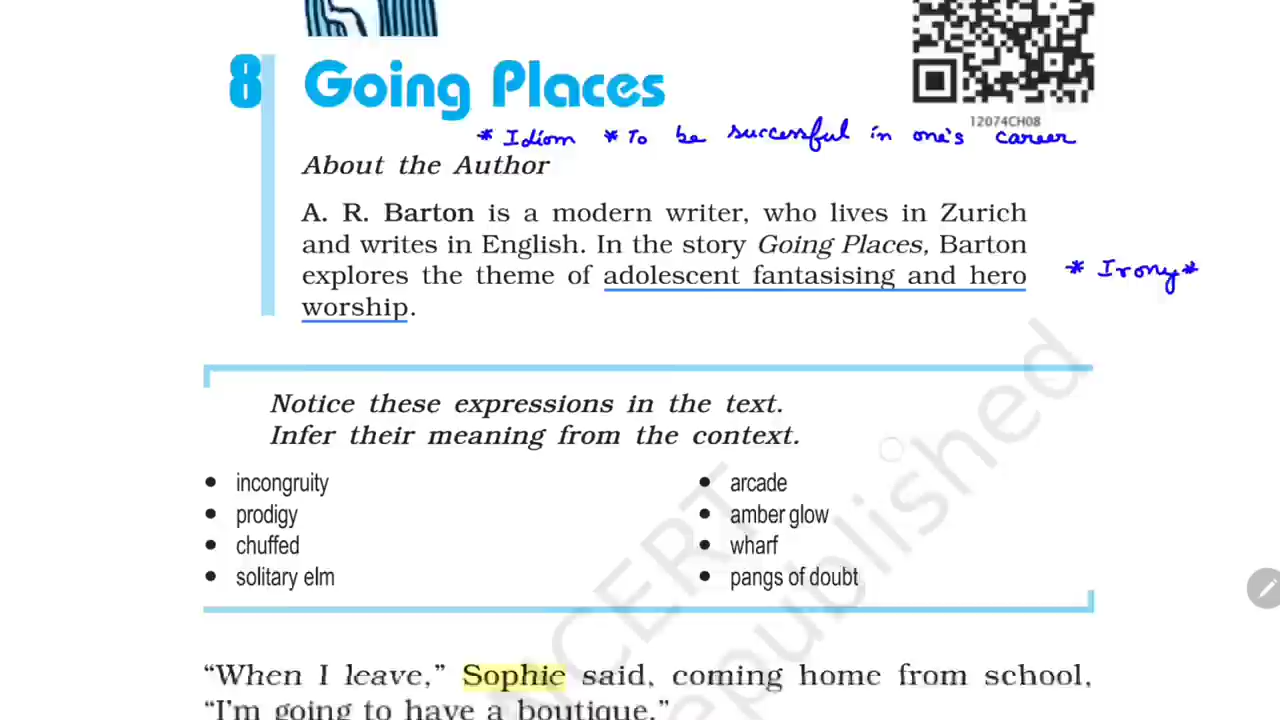 8 Going Places
12074CH08
* Idiom * To be successful in one's career
About the Author
A. R. Barton is a modern writer, who lives in Zurich
and writes in English. In the story Going Places, Barton
explores the theme of adolescent fantasising and hero
worship.
* Irony *
Notice these expressions in the text.
Infer their meaning from the context.
• incongruity
• prodigy
• chuffed
• solitary elm
• arcade
• amber glow
• wharf
• pangs of doubt
NCERT
republished
“When I leave,” Sophie said, coming home from school,
“I'm going to have a boutique.”